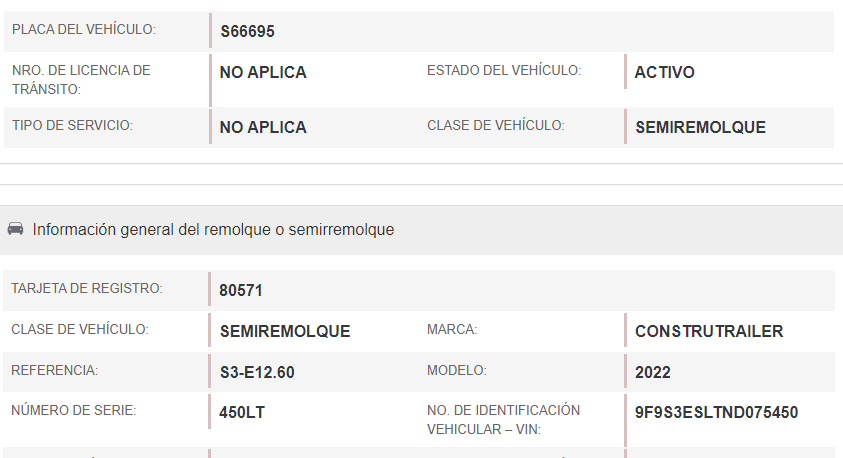 PLACA DEL VEHÍCULO: S66695
NRO. DE LICENCIA DE TRÁNSITO: NO APLICA ESTADO DEL VEHÍCULO: ACTIVO
TIPO DE SERVICIO: NO APLICA CLASE DE VEHÍCULO: SEMIREMOLQUE
Información general del remolque o semirremolque
TARJETA DE REGISTRO: 80571
CLASE DE VEHÍCULO: SEMIREMOLQUE MARCA: CONSTRUTRAILER
REFERENCIA: S3-E12.60 MODELO: 2022
NÚMERO DE SERIE: 450LT NO. DE IDENTIFICACIÓN VEHICULAR – VIN: 9F9S3ESLTND075450